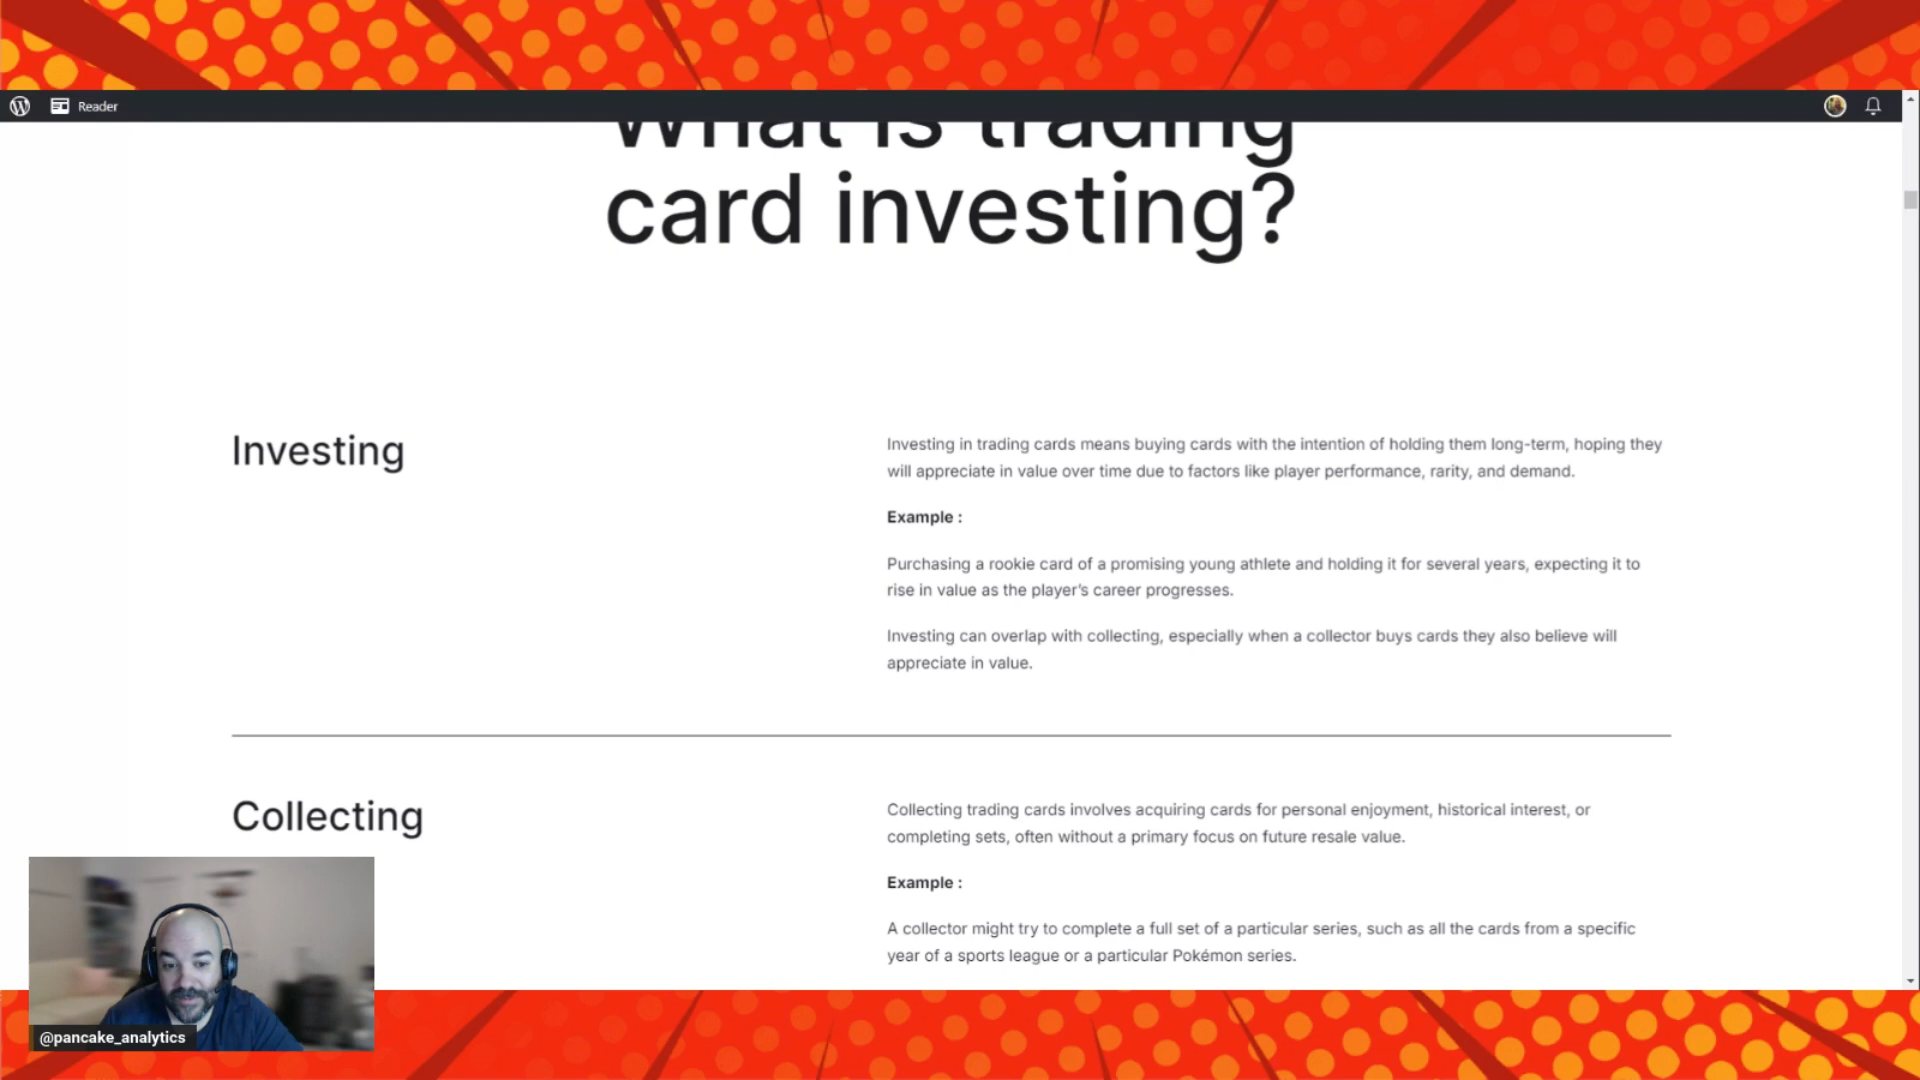 Reader
What is trading
card investing?
Investing
Investing in trading cards means buying cards with the intention of holding them long-term, hoping they
will appreciate in value over time due to factors like player performance, rarity, and demand.
Example :
Purchasing a rookie card of a promising young athlete and holding it for several years, expecting it to
rise in value as the player’s career progresses.
Investing can overlap with collecting, especially when a collector buys cards they also believe will
appreciate in value.
Collecting
Collecting trading cards involves acquiring cards for personal enjoyment, historical interest, or
completing sets, often without a primary focus on future resale value.
Example :
A collector might try to complete a full set of a particular series, such as all the cards from a specific
year of a sports league or a particular Pokémon series.
@pancake_analytics